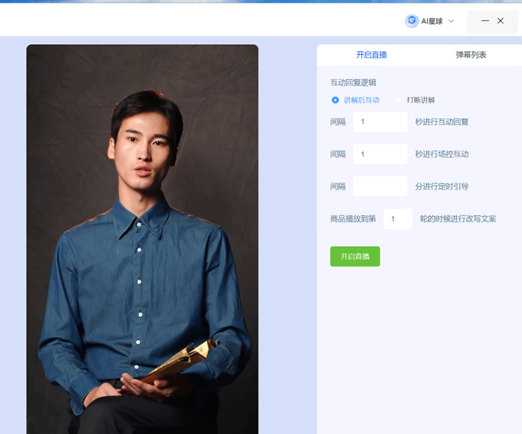 AI星球
开启直播 弹幕列表
互动回复逻辑
讲解后互动 打断讲解
间隔 1 秒进行互动回复
间隔 1 秒进行场控互动
间隔 分进行定时引导
商品播放到第 1 轮的时候进行改写文案
开启直播